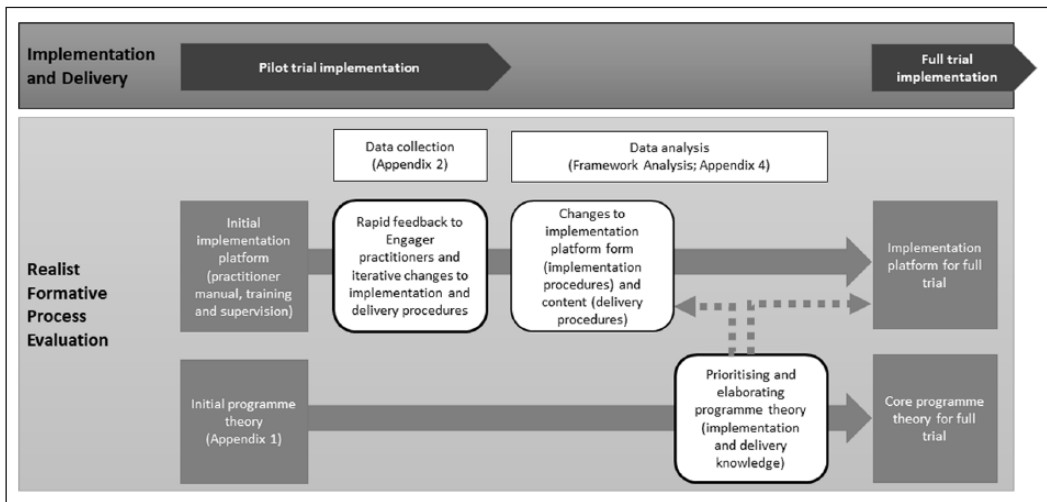 Implementation
and Delivery
Pilot trial implementation
Full trial
implementation
Data collection
(Appendix 2)
Data analysis
(Framework Analysis; Appendix 4)
Realist
Formative
Process
Evaluation
Initial
implementation
platform
(practitioner
manual, training
and supervision)
Rapid feedback to
Engager
practitioners and
iterative changes to
implementation and
delivery procedures
Changes to
implementation
platform form
(implementation
procedures) and
content (delivery
procedures)
Implementation
platform for full
trial
Initial programme
theory
(Appendix 1)
Prioritising and
elaborating
programme theory
(implementation
and delivery
knowledge)
Core programme
theory for full
trial